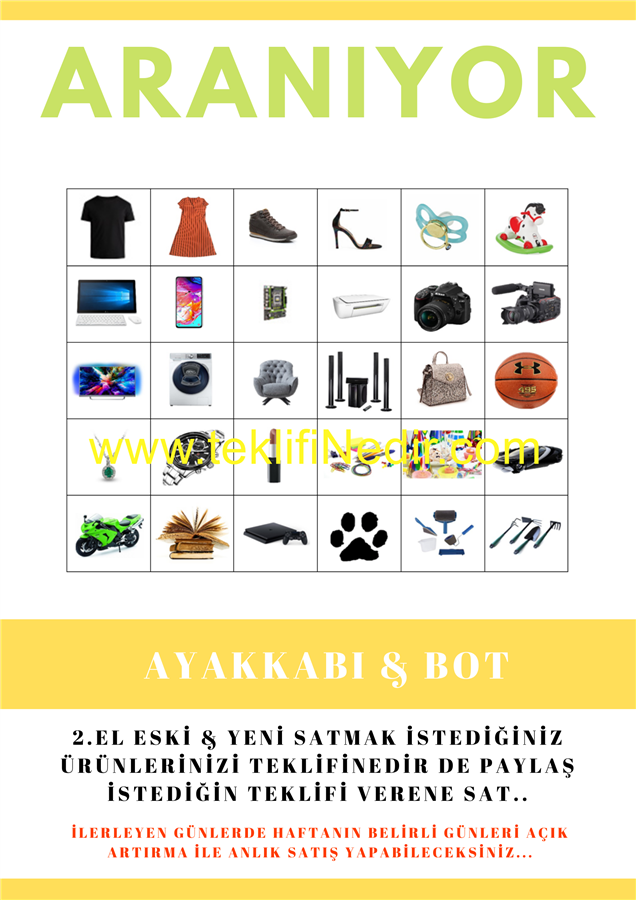 ARANIYOR
www.teklifiNedir.com
AYAKKABI & BOT
2.EL ESKİ & YENİ SATMAK İSTEDİĞİNİZ
ÜRÜNLERİNİZİ TEKLİFİNEDİR DE PAYLAŞ
İSTEDİĞİN TEKLİFİ VERENE SAT..
İLERLEYEN GÜNLERDE HAFTANIN BELİRLİ GÜNLERİ AÇIK
ARTIRMA İLE ANLIK SATIŞ YAPABİLECEKSİNİZ...